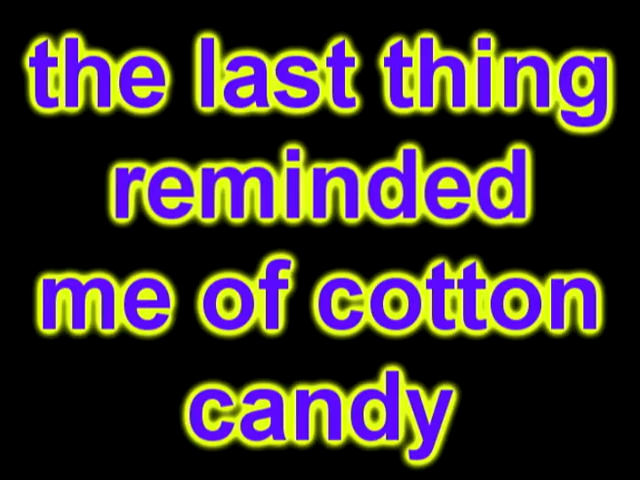 the last thing
reminded
me of cotton
candy